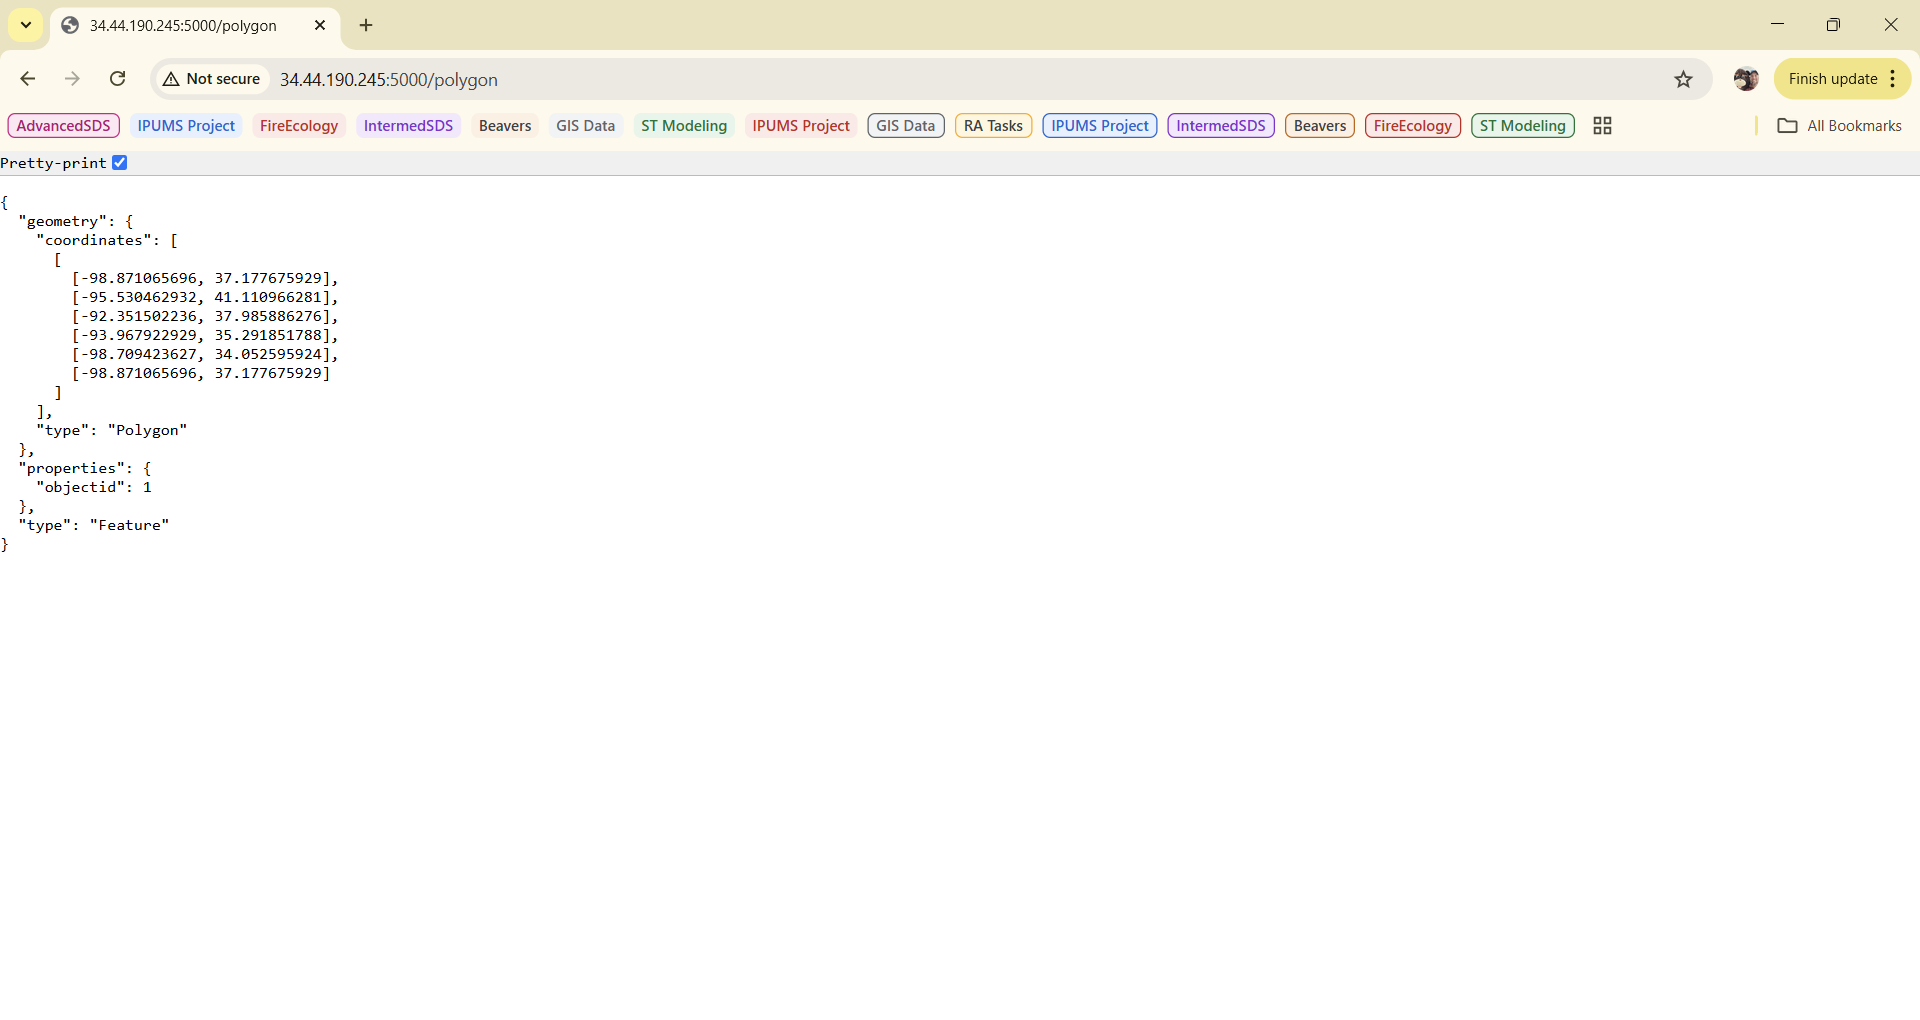 34.44.190.245:5000/polygon
Not secure 34.44.190.245:5000/polygon Finish update
AdvancedSDS IPUMS Project FireEcology IntermedSDS Beavers GIS Data ST Modeling IPUMS Project GIS Data RA Tasks IPUMS Project IntermedSDS Beavers FireEcology ST Modeling All Bookmarks
Pretty-print
{
  "geometry": {
    "coordinates": [
      [
        [-98.871065696, 37.177675929],
        [-95.530462932, 41.110966281],
        [-92.351502236, 37.985886276],
        [-93.967922929, 35.291851788],
        [-98.709423627, 34.052595924],
        [-98.871065696, 37.177675929]
      ]
    ],
    "type": "Polygon"
  },
  "properties": {
    "objectid": 1
  },
  "type": "Feature"
}